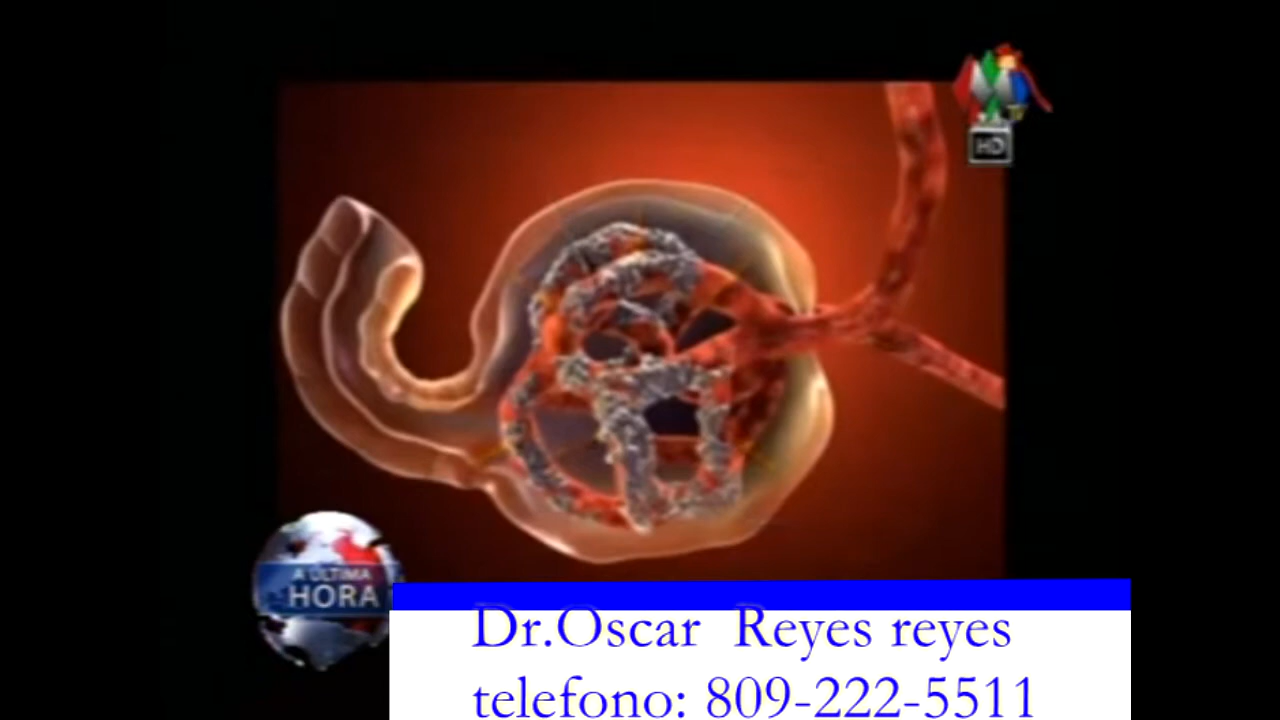 HD
A ÚLTIMA
HORA
Dr.Oscar Reyes reyes
telefono: 809-222-5511